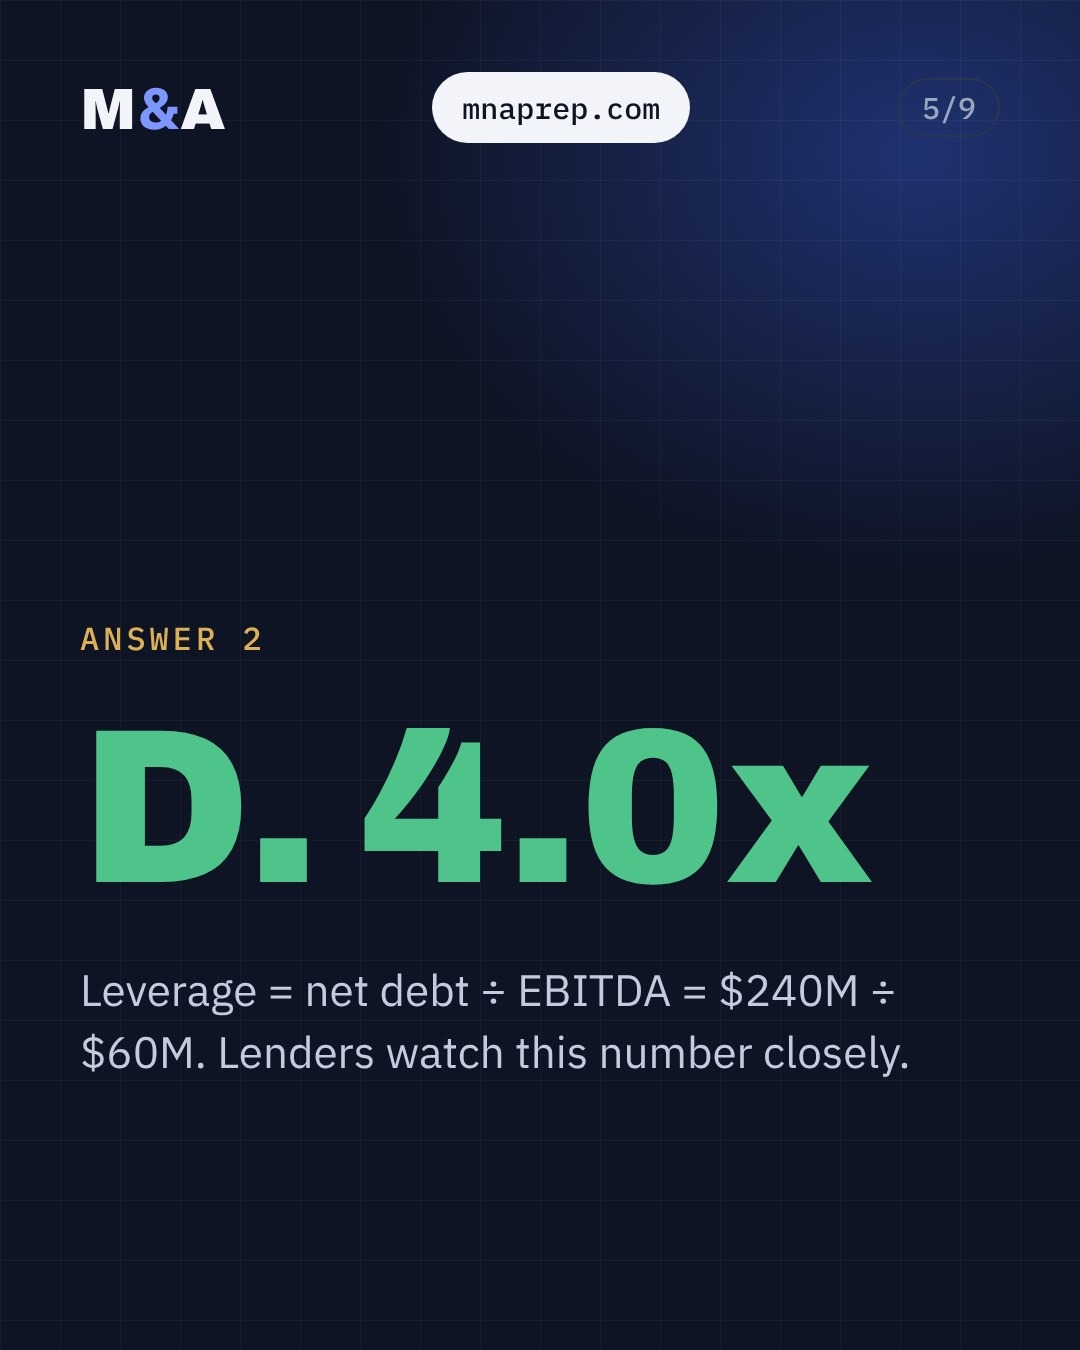 M&A
mnaprep.com
5/9
ANSWER 2
D. 4.0x
Leverage = net debt ÷ EBITDA = $240M ÷
$60M. Lenders watch this number closely.